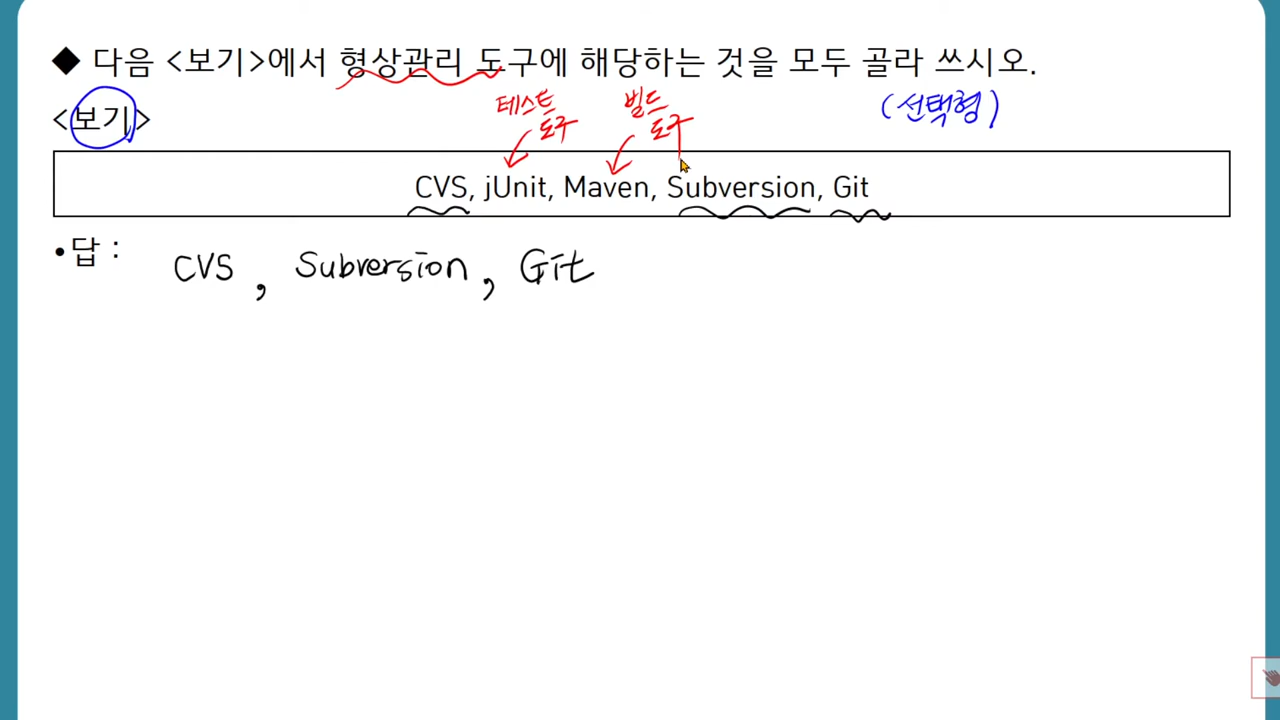 ◆ 다음 <보기>에서 형상관리 도구에 해당하는 것을 모두 골라 쓰시오.
<보기>
(선택형)
테스트 도구
빌드 도구
CVS, jUnit, Maven, Subversion, Git
•답 :
CVS, Subversion, Git